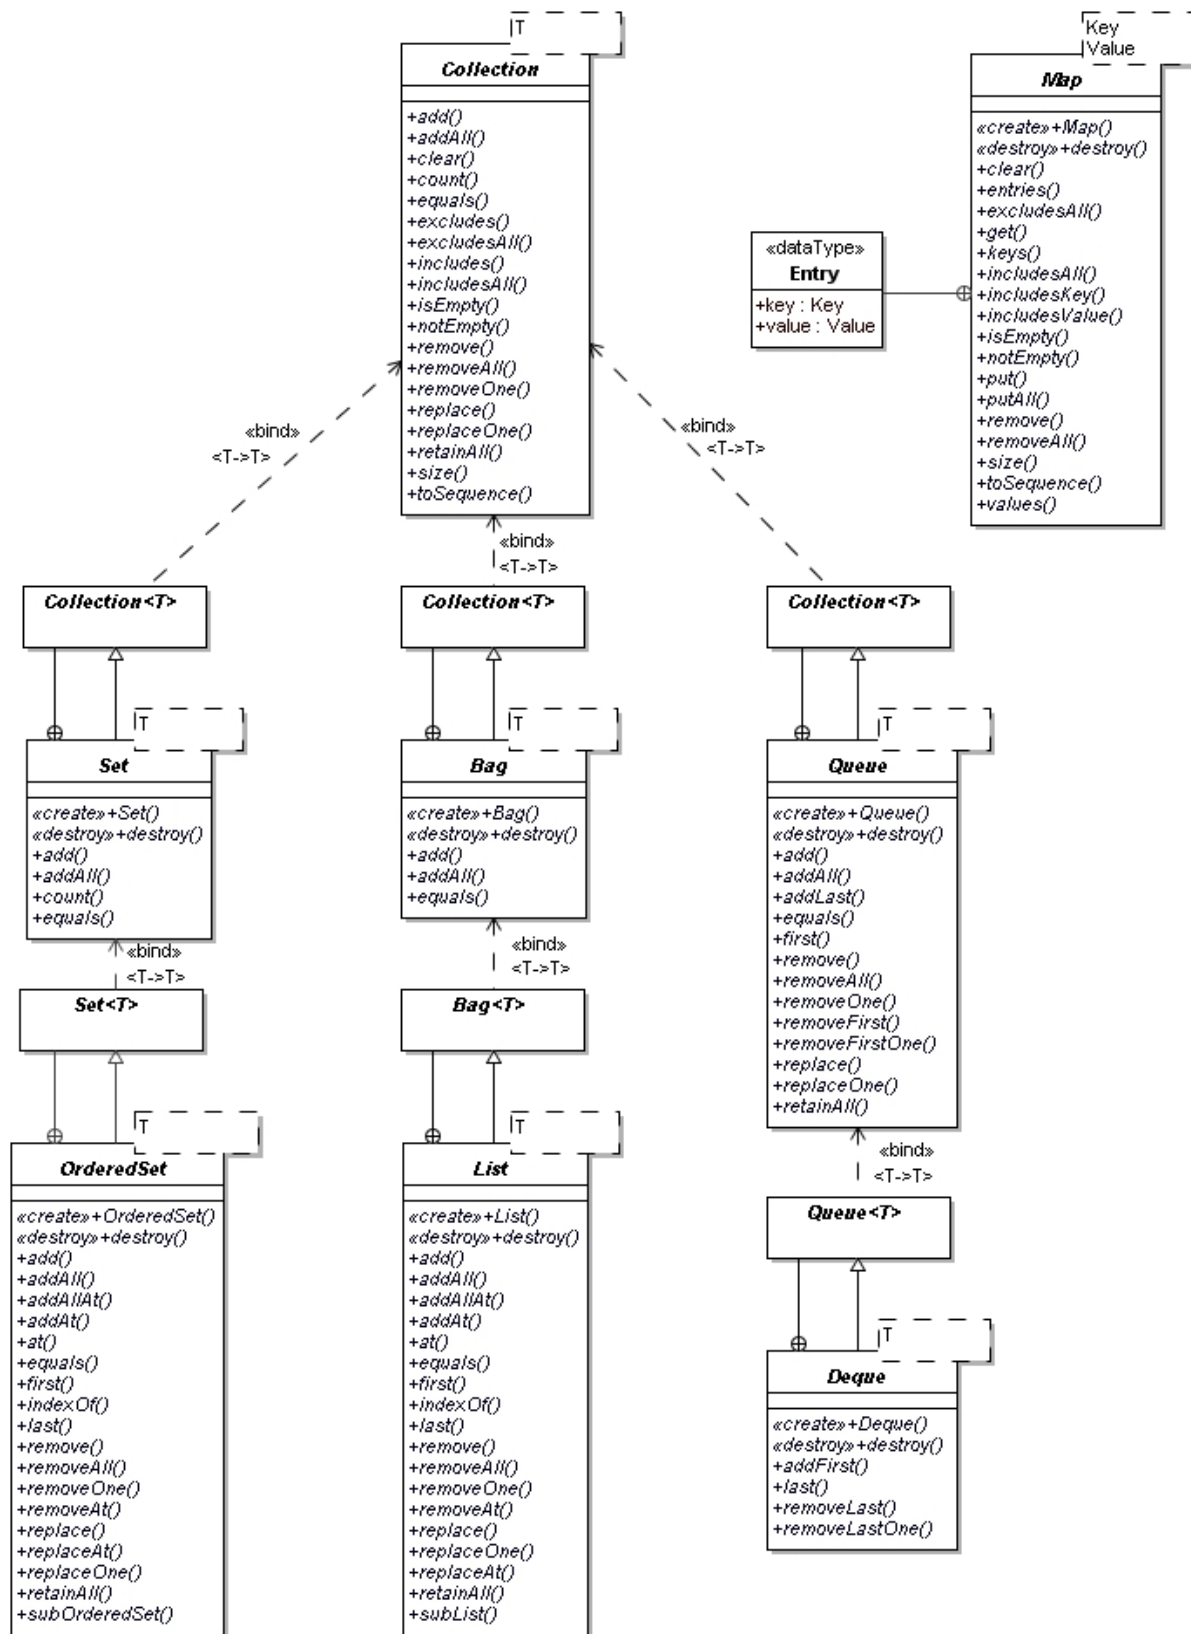 T
Collection
+add()
+addAll()
+clear()
+count()
+equals()
+excludes()
+excludesAll()
+includes()
+includesAll()
+isEmpty()
+notEmpty()
+remove()
+removeAll()
+removeOne()
+replace()
+replaceOne()
+retainAll()
+size()
+toSequence()
Key
Value
Map
«create»+Map()
«destroy»+destroy()
+clear()
+entries()
+excludesAll()
+get()
+keys()
+includesAll()
+includesKey()
+includesValue()
+isEmpty()
+notEmpty()
+put()
+putAll()
+remove()
+removeAll()
+size()
+toSequence()
+values()
«dataType»
Entry
+key : Key
+value : Value
«bind»
<T->T>
«bind»
<T->T>
«bind»
<T->T>
Collection<T>
T
Set
«create»+Set()
«destroy»+destroy()
+add()
+addAll()
+count()
+equals()
«bind»
<T->T>
Set<T>
T
OrderedSet
«create»+OrderedSet()
«destroy»+destroy()
+add()
+addAll()
+addAllAt()
+addAt()
+at()
+equals()
+first()
+indexOf()
+last()
+remove()
+removeAll()
+removeOne()
+removeAt()
+replace()
+replaceAt()
+replaceOne()
+retainAll()
+subOrderedSet()
Collection<T>
T
Bag
«create»+Bag()
«destroy»+destroy()
+add()
+addAll()
+equals()
«bind»
<T->T>
Bag<T>
T
List
«create»+List()
«destroy»+destroy()
+add()
+addAll()
+addAllAt()
+addAt()
+at()
+equals()
+first()
+indexOf()
+last()
+remove()
+removeAll()
+removeOne()
+removeAt()
+replace()
+replaceOne()
+replaceAt()
+retainAll()
+subList()
Collection<T>
T
Queue
«create»+Queue()
«destroy»+destroy()
+add()
+addAll()
+addLast()
+equals()
+first()
+remove()
+removeAll()
+removeOne()
+removeFirst()
+removeFirstOne()
+replace()
+replaceOne()
+retainAll()
«bind»
<T->T>
Queue<T>
T
Deque
«create»+Deque()
«destroy»+destroy()
+addFirst()
+last()
+removeLast()
+removeLastOne()